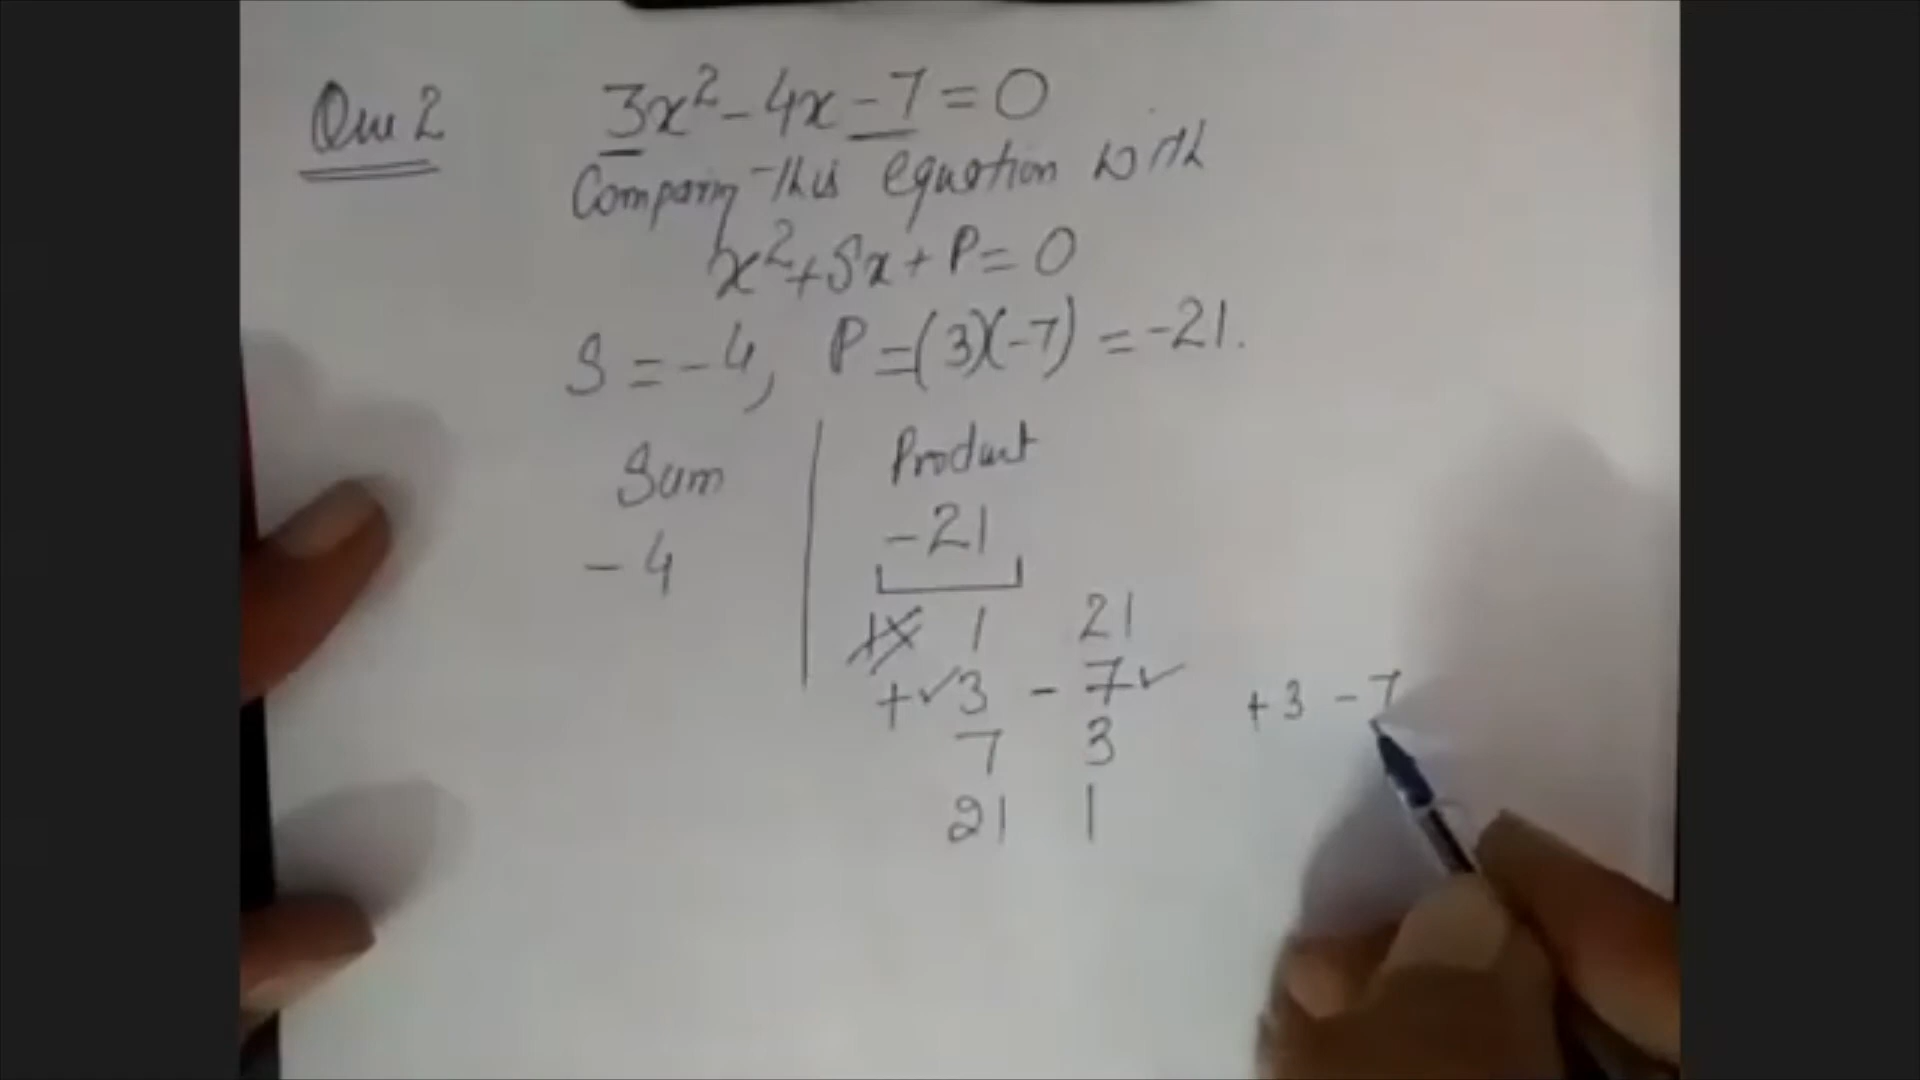 Que 2 3x² - 4x - 7 = 0
Comparing this equation with
x² + Sx + P = 0
S = -4, P = (3)(-7) = -21.
Sum Product
-4 -21
1 21
+✓3 - 7✓ +3 -7
7 3
21 1